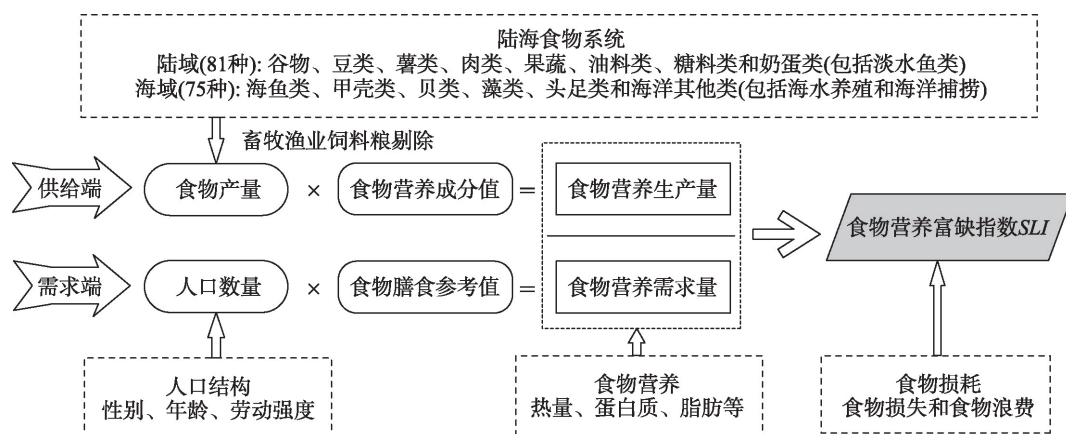 陆海食物系统
陆域(81种): 谷物、豆类、薯类、肉类、果蔬、油料类、糖料类和奶蛋类(包括淡水鱼类)
海域(75种): 海鱼类、甲壳类、贝类、藻类、头足类和海洋其他类(包括海水养殖和海洋捕捞)
畜牧渔业饲料粮剔除
供给端
食物产量
×
食物营养成分值
=
食物营养生产量
食物营养富缺指数SLI
需求端
人口数量
×
食物膳食参考值
=
食物营养需求量
人口结构
性别、年龄、劳动强度
食物营养
热量、蛋白质、脂肪等
食物损耗
食物损失和食物浪费